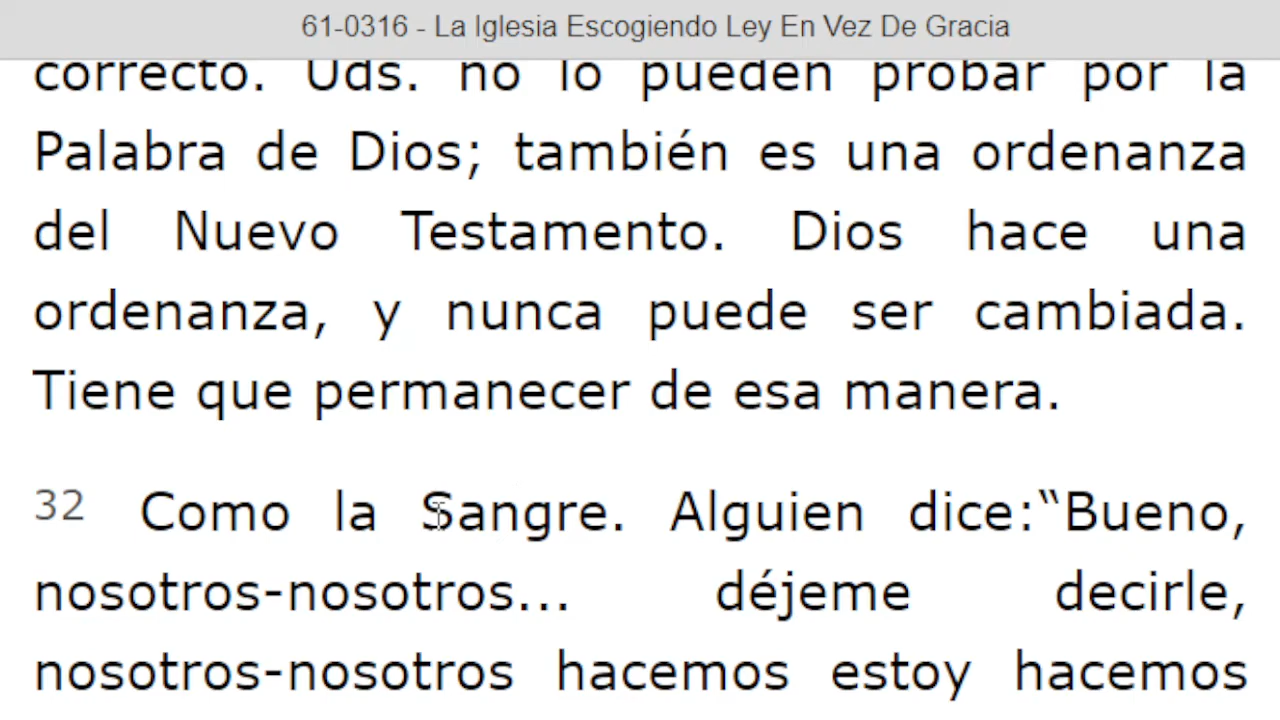 61-0316 - La Iglesia Escogiendo Ley En Vez De Gracia
correcto. Uds. no lo pueden probar por la
Palabra de Dios; también es una ordenanza
del Nuevo Testamento. Dios hace una
ordenanza, y nunca puede ser cambiada.
Tiene que permanecer de esa manera.
32 Como la Sangre. Alguien dice:“Bueno,
nosotros-nosotros... déjeme decirle,
nosotros-nosotros hacemos estoy hacemos